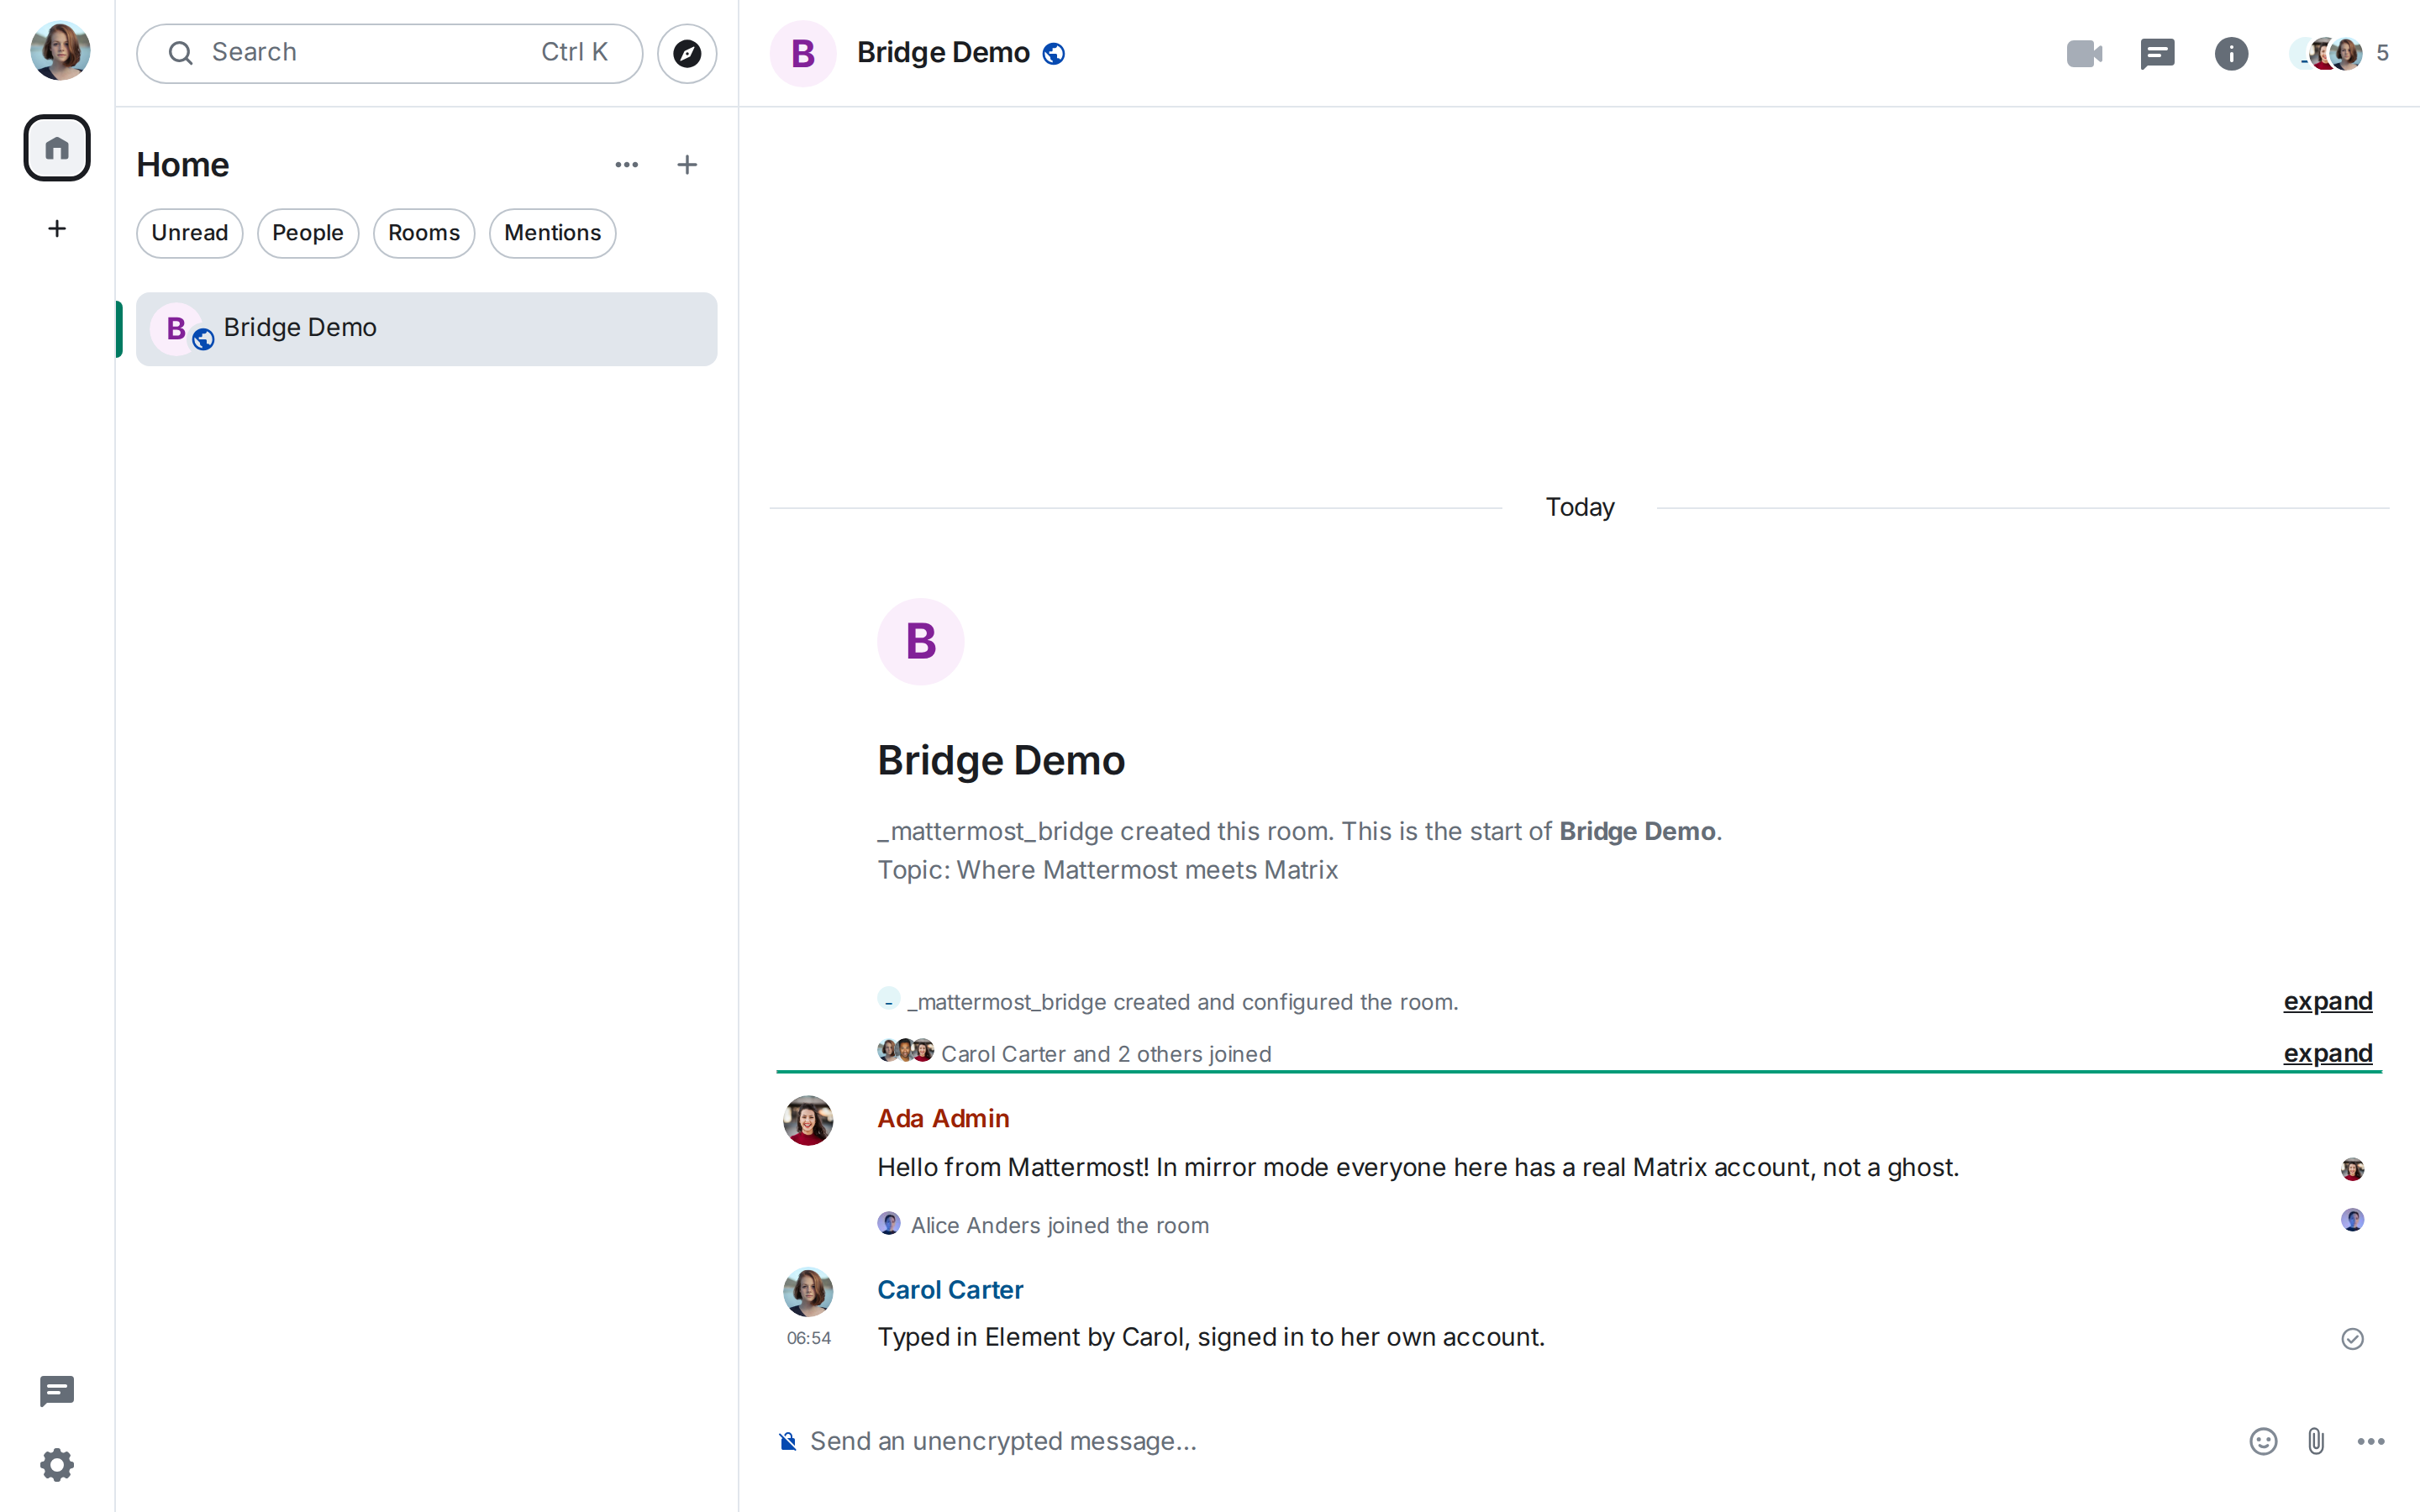 Search Ctrl K
B Bridge Demo 5
Home
Unread People Rooms Mentions
B Bridge Demo
Today
B
Bridge Demo
_mattermost_bridge created this room. This is the start of Bridge Demo.
Topic: Where Mattermost meets Matrix
_mattermost_bridge created and configured the room. expand
Carol Carter and 2 others joined expand
Ada Admin
Hello from Mattermost! In mirror mode everyone here has a real Matrix account, not a ghost.
Alice Anders joined the room
Carol Carter
06:54 Typed in Element by Carol, signed in to her own account.
Send an unencrypted message…